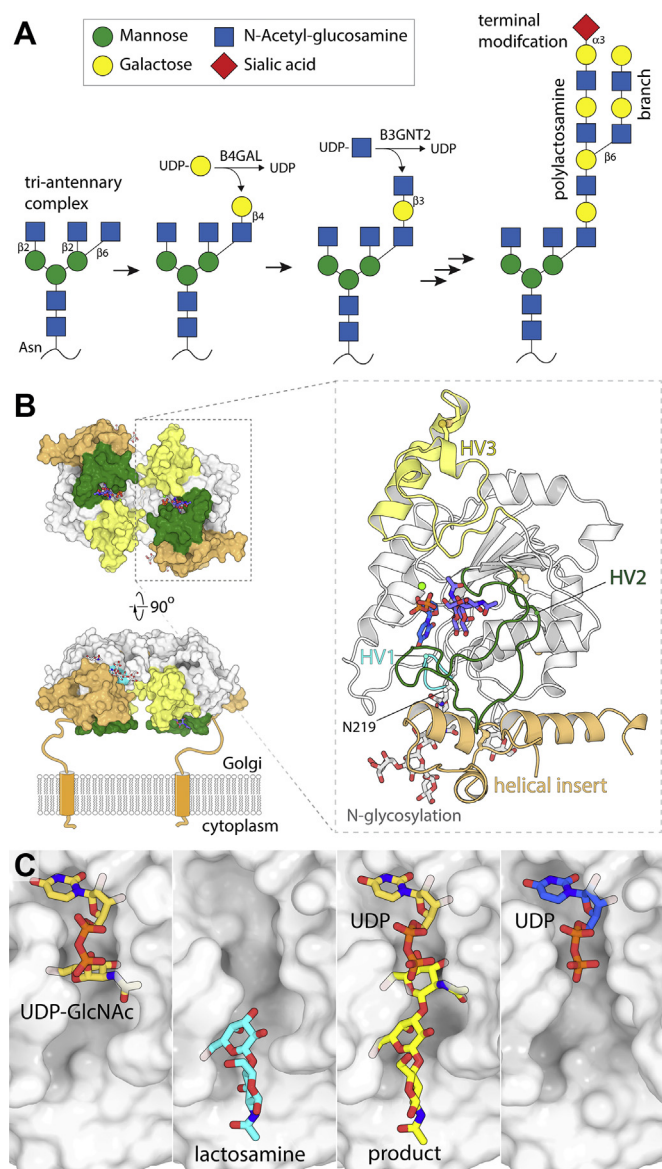 A
Mannose
N-Acetyl-glucosamine
Galactose
Sialic acid
terminal
modifcation
α3
polylactosamine
branch
β6
tri-antennary
complex
β2
β2
β6
Asn
UDP-
B4GAL
UDP
β4
UDP-
B3GNT2
UDP
β3
B
90°
Golgi
cytoplasm
HV3
HV2
HV1
N219
helical insert
N-glycosylation
C
UDP-GlcNAc
lactosamine
UDP
product
UDP